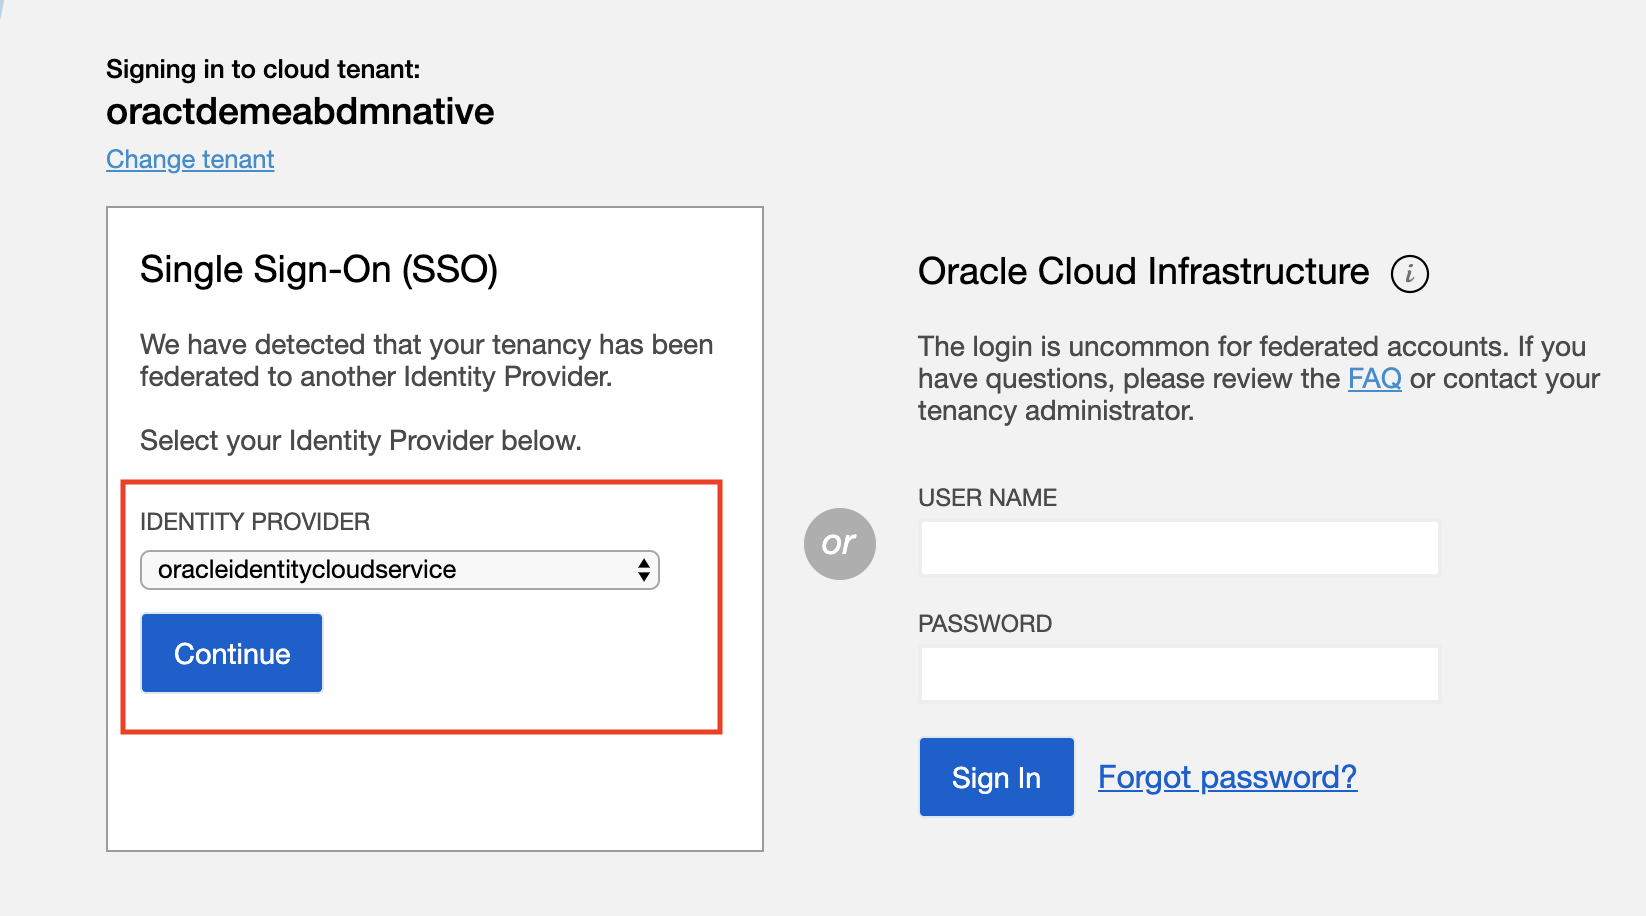 Signing in to cloud tenant:
oractdemeabdmnative
Change tenant
Single Sign-On (SSO)
We have detected that your tenancy has been
federated to another Identity Provider.
Select your Identity Provider below.
IDENTITY PROVIDER
oracleidentitycloudservice
Continue
or
Oracle Cloud Infrastructure i
The login is uncommon for federated accounts. If you
have questions, please review the FAQ or contact your
tenancy administrator.
USER NAME
PASSWORD
Sign In Forgot password?